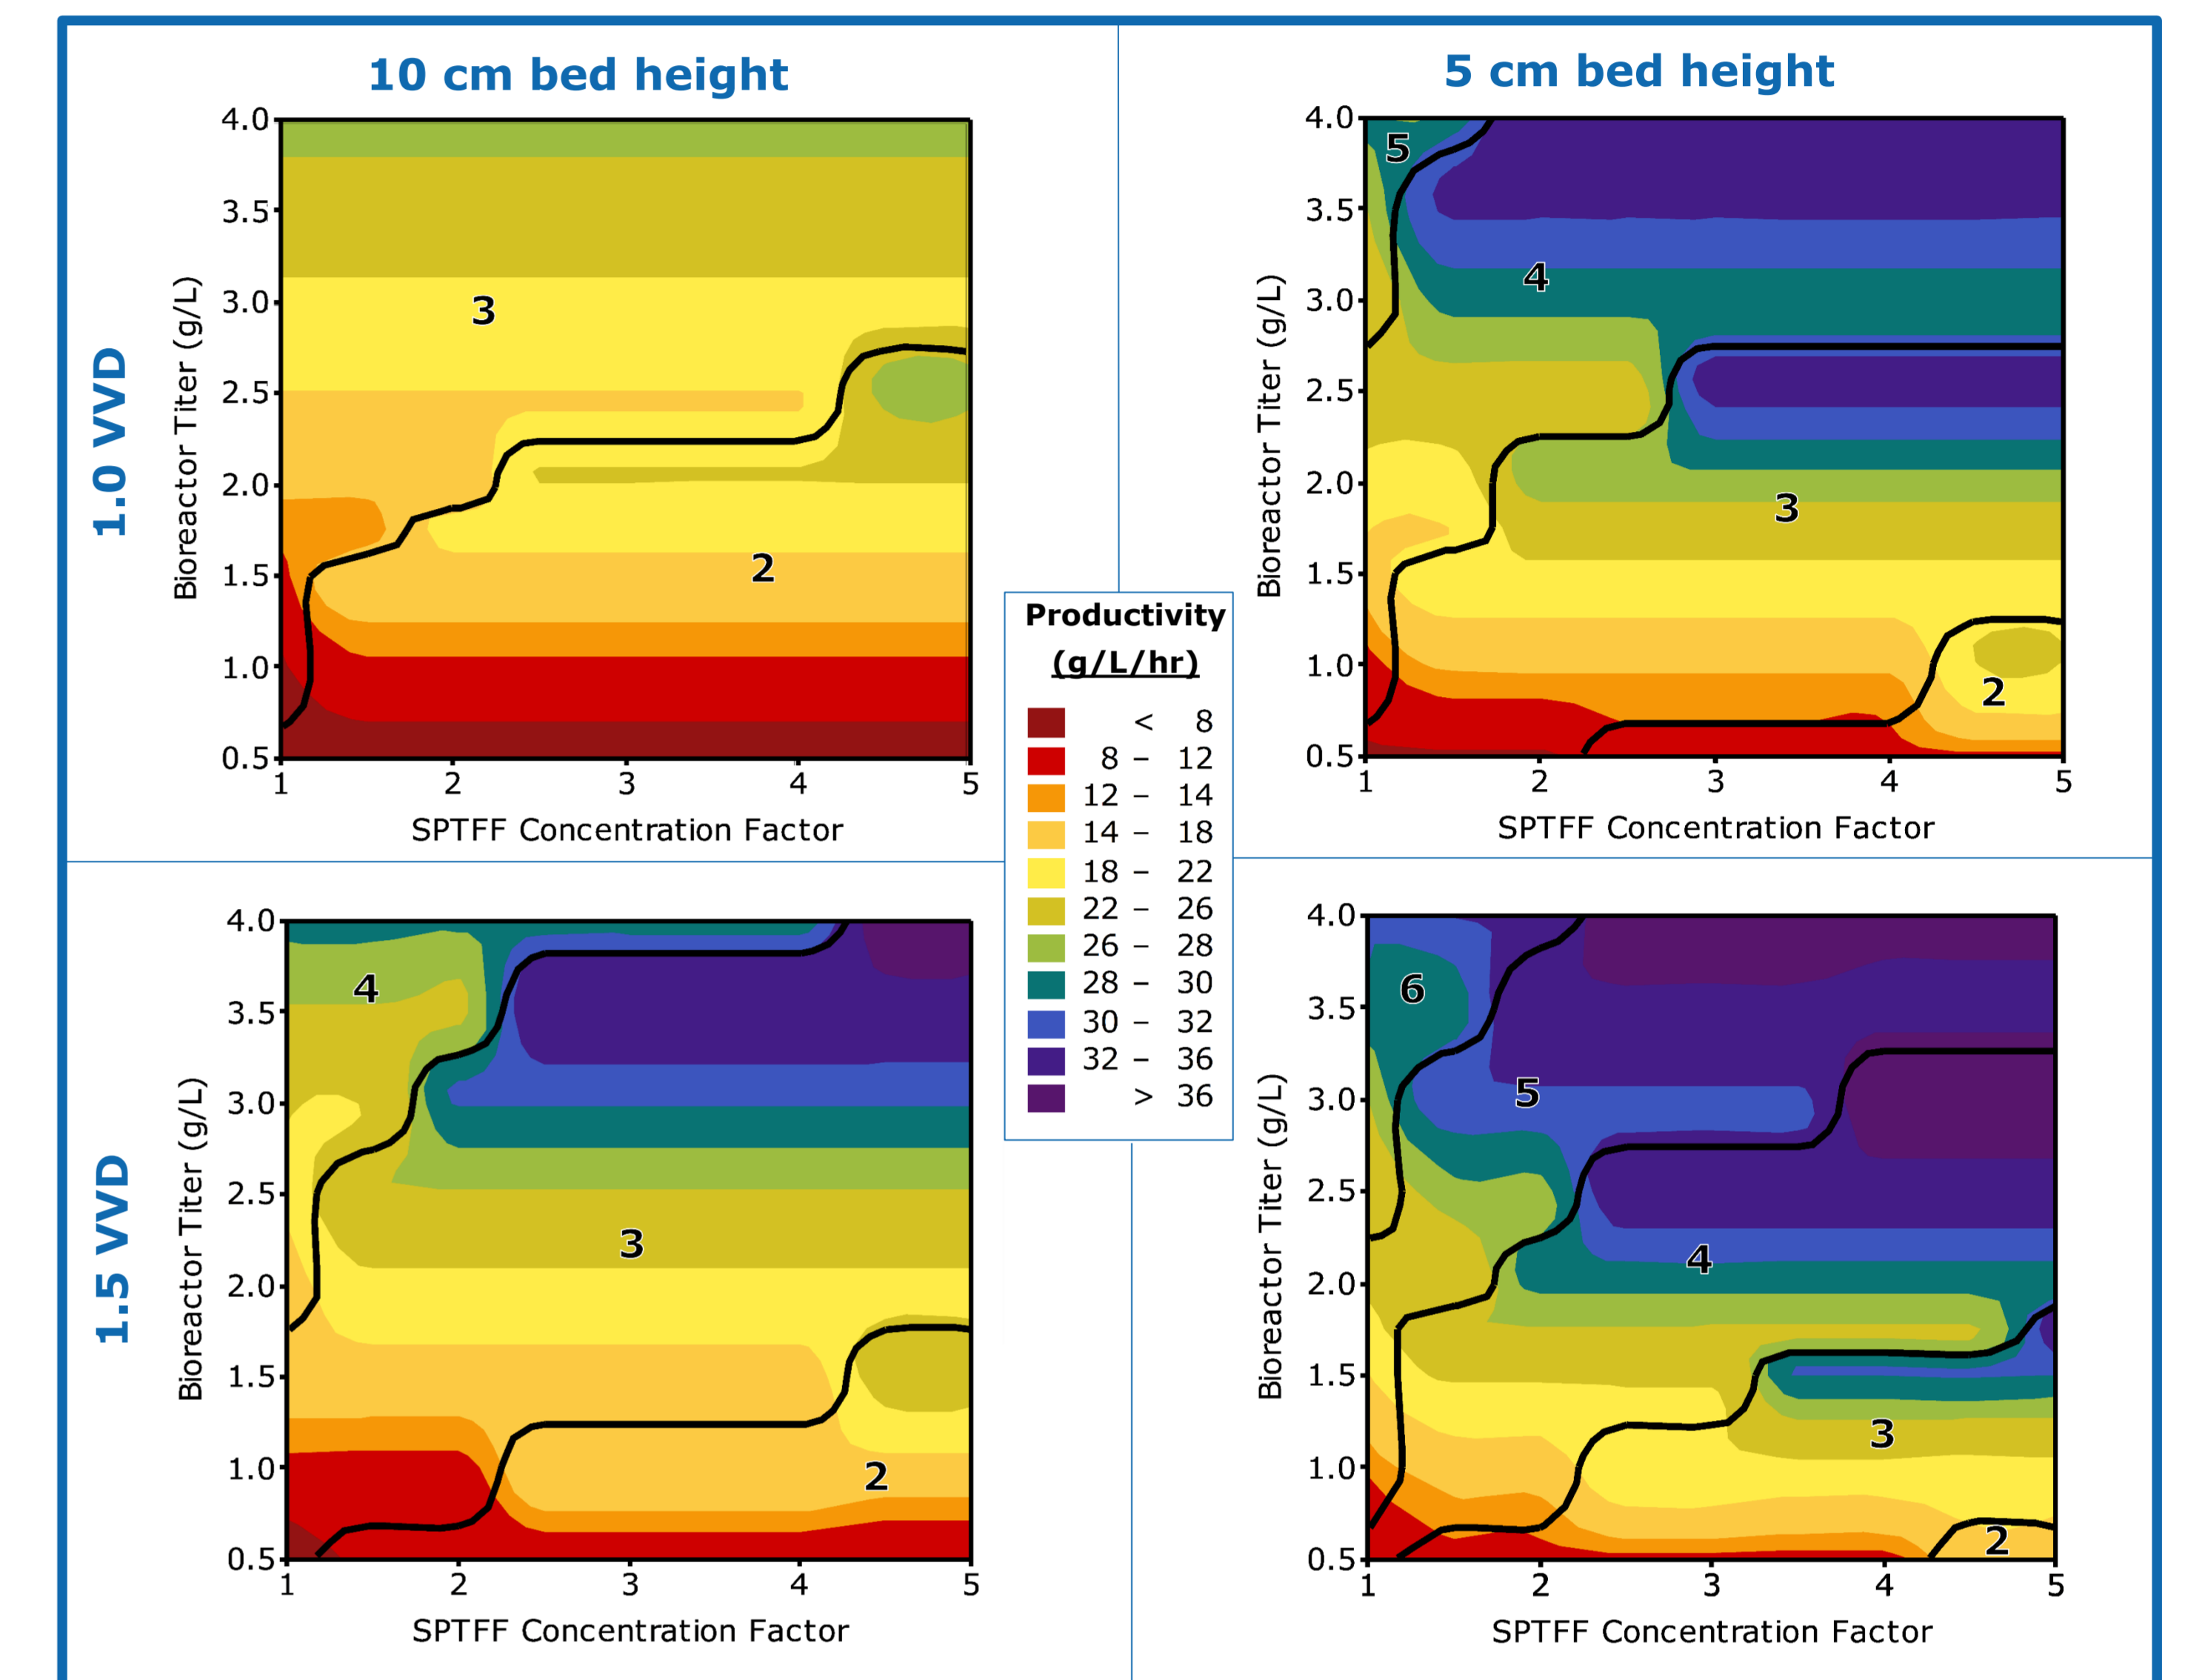 10 cm bed height
5 cm bed height
1.0 VVD
Bioreactor Titer (g/L)
4.0
3.5
3.0
2.5
2.0
1.5
1.0
0.5
3
2
1 2 3 4 5
SPTFF Concentration Factor
Bioreactor Titer (g/L)
4.0
3.5
3.0
2.5
2.0
1.5
1.0
0.5
5
4
3
2
1 2 3 4 5
SPTFF Concentration Factor
Productivity
(g/L/hr)
< 8
8 – 12
12 – 14
14 – 18
18 – 22
22 – 26
26 – 28
28 – 30
30 – 32
32 – 36
> 36
1.5 VVD
Bioreactor Titer (g/L)
4.0
3.5
3.0
2.5
2.0
1.5
1.0
0.5
4
3
2
1 2 3 4 5
SPTFF Concentration Factor
Bioreactor Titer (g/L)
4.0
3.5
3.0
2.5
2.0
1.5
1.0
0.5
6
5
4
3
2
1 2 3 4 5
SPTFF Concentration Factor